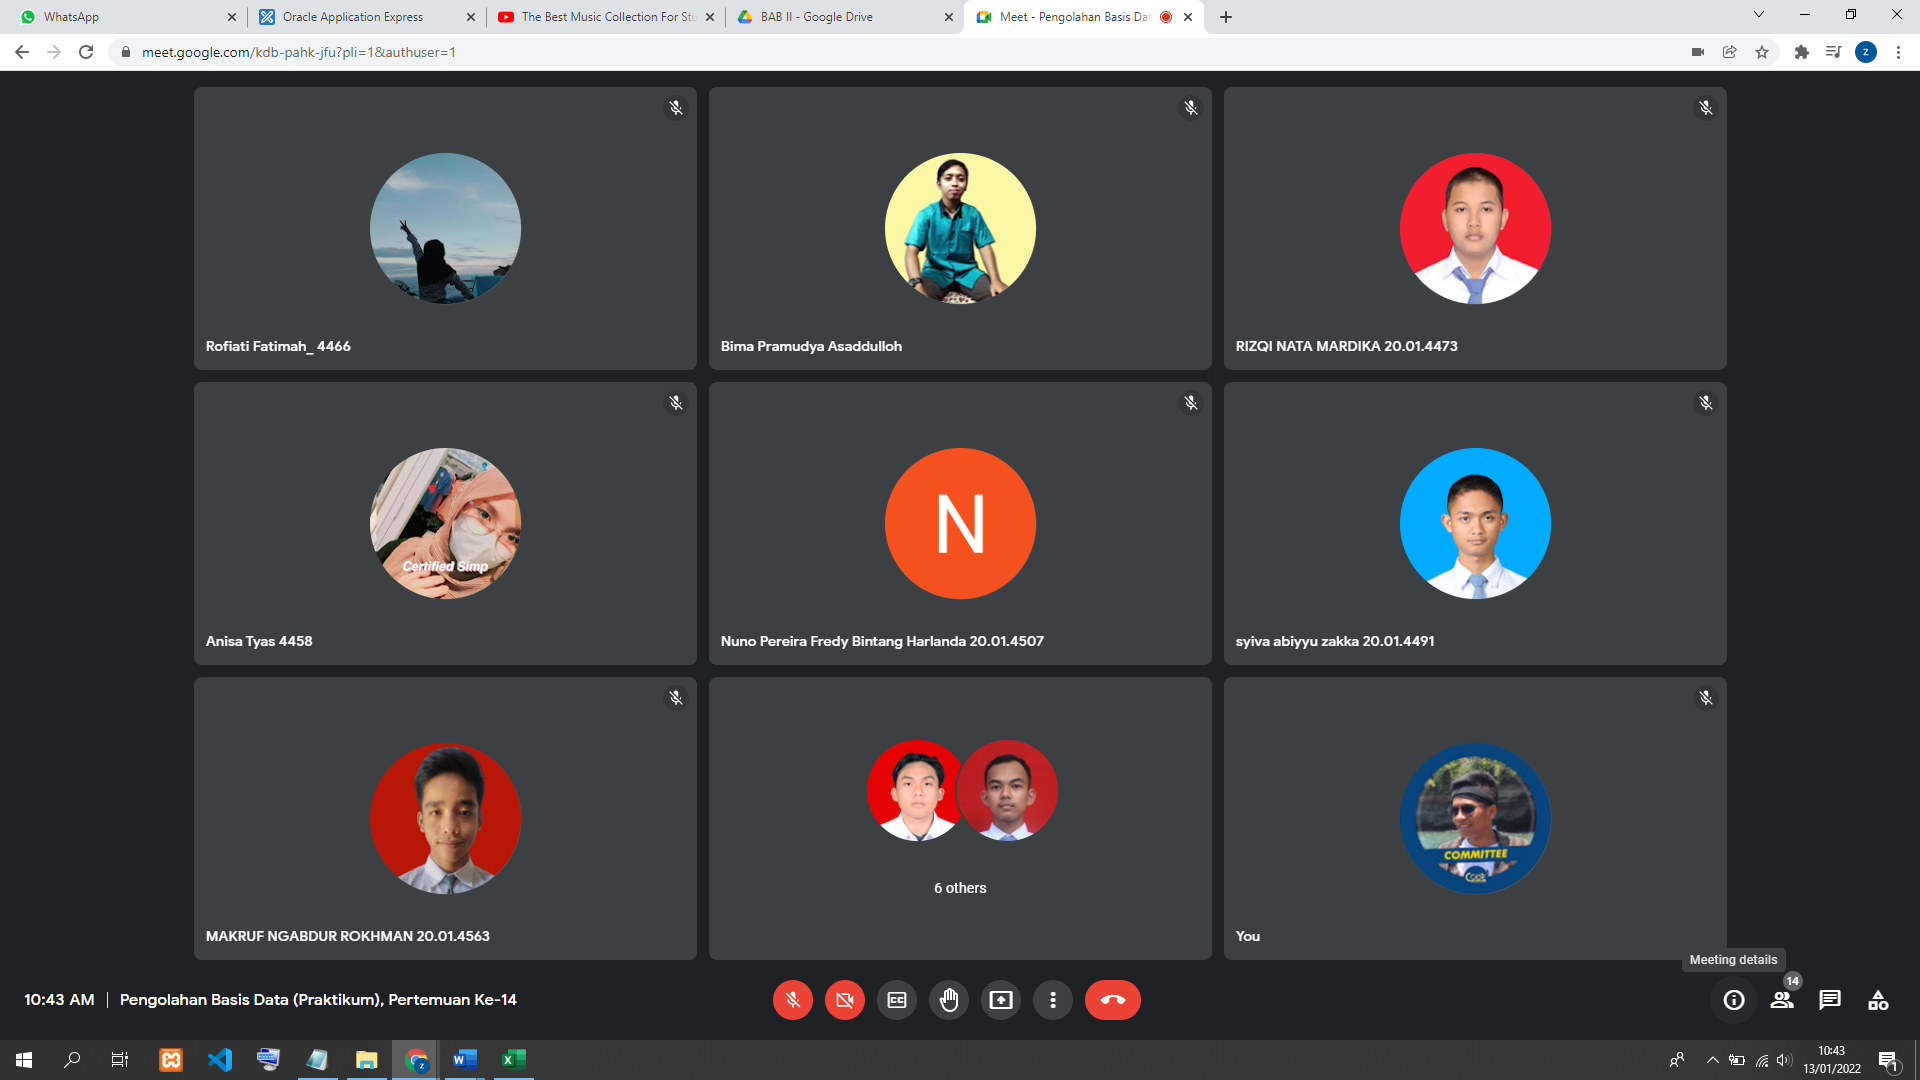 WhatsApp
Oracle Application Express
The Best Music Collection For Stu
BAB II - Google Drive
Meet - Pengolahan Basis Dat
meet.google.com/kdb-pahk-jfu?pli=1&authuser=1
z
Rofiati Fatimah_ 4466
Bima Pramudya Asaddulloh
RIZQI NATA MARDIKA 20.01.4473
Certified Simp
N
Anisa Tyas 4458
Nuno Pereira Fredy Bintang Harlanda 20.01.4507
syiva abiyyu zakka 20.01.4491
COMMITTEE
6 others
MAKRUF NGABDUR ROKHMAN 20.01.4563
You
Meeting details
10:43 AM | Pengolahan Basis Data (Praktikum), Pertemuan Ke-14
CC
14
10:43
13/01/2022
1